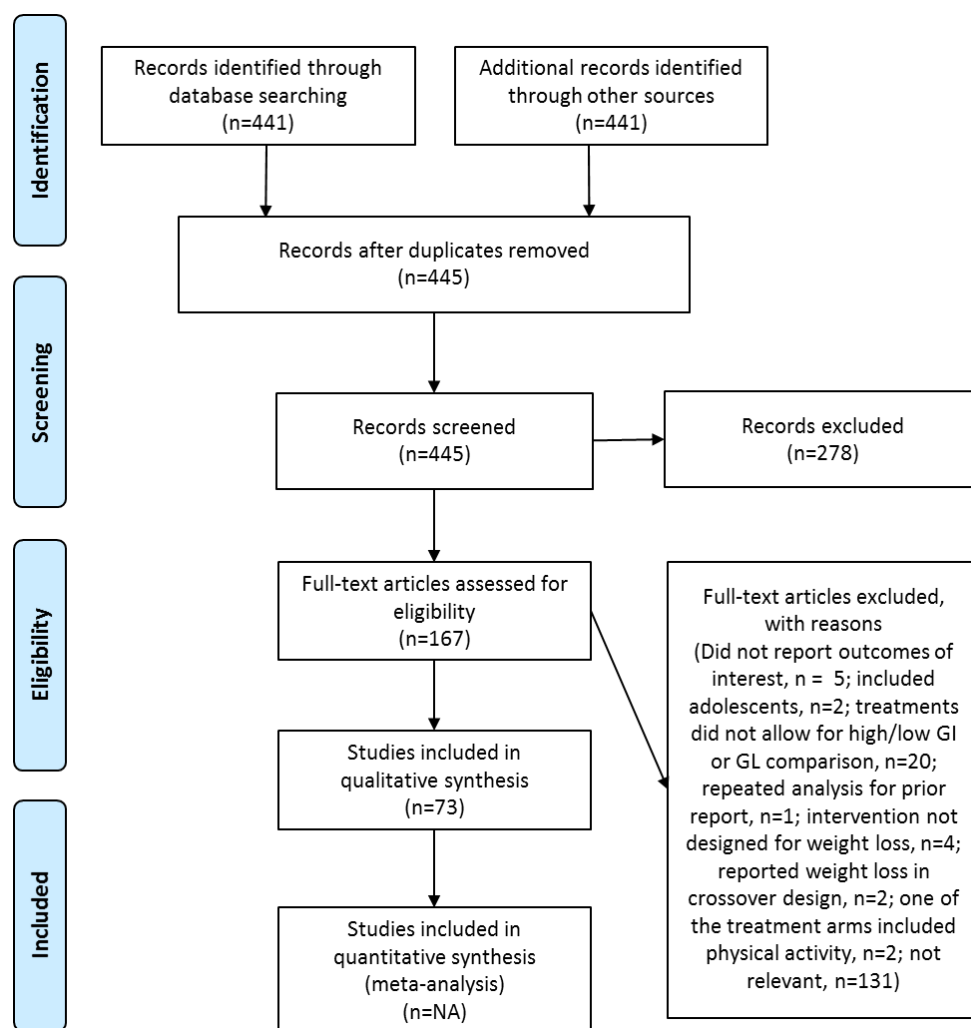 Identification
Records identified through
database searching
(n=441)
Additional records identified
through other sources
(n=441)
Records after duplicates removed
(n=445)
Screening
Records screened
(n=445)
Records excluded
(n=278)
Eligibility
Full-text articles assessed for
eligibility
(n=167)
Full-text articles excluded,
with reasons
(Did not report outcomes of
interest, n = 5; included
adolescents, n=2; treatments
did not allow for high/low GI
or GL comparison, n=20;
repeated analysis for prior
report, n=1; intervention not
designed for weight loss, n=4;
reported weight loss in
crossover design, n=2; one of
the treatment arms included
physical activity, n=2; not
relevant, n=131)
Studies included in
qualitative synthesis
(n=73)
Included
Studies included in
quantitative synthesis
(meta-analysis)
(n=NA)